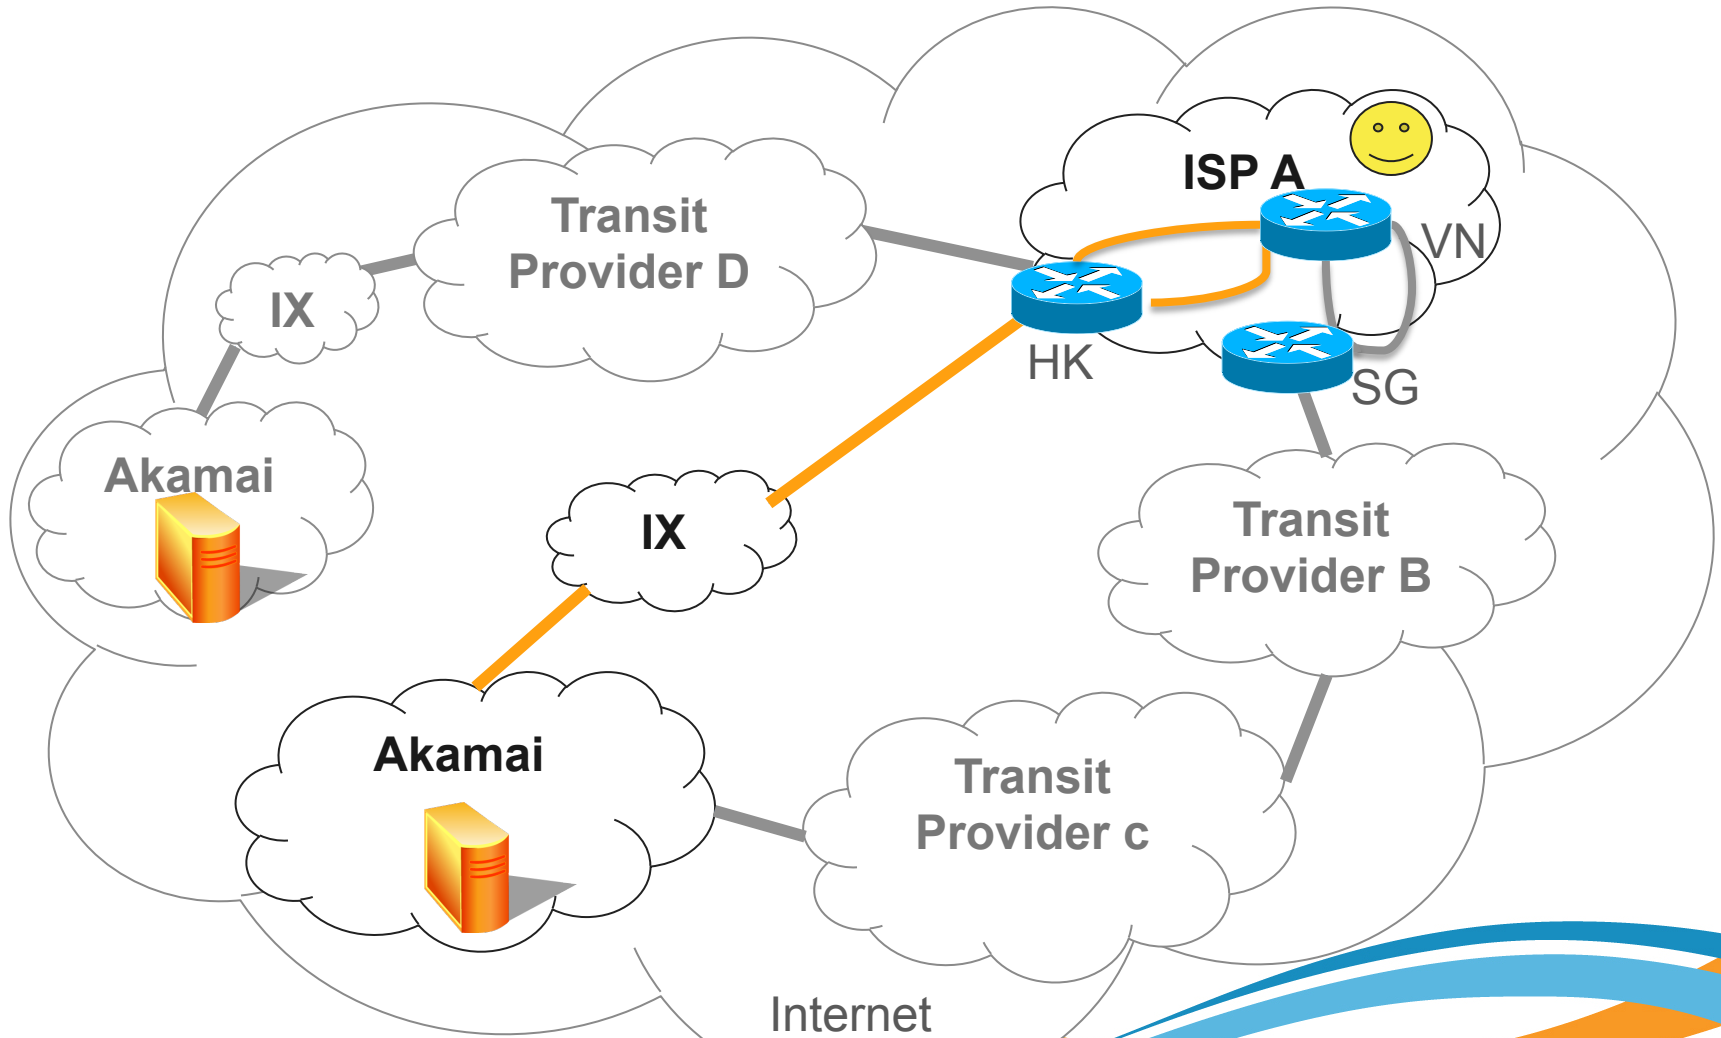 ISP A
Transit
Provider D
VN
IX
HK
SG
Akamai
IX
Transit
Provider B
Akamai
Transit
Provider c
Internet